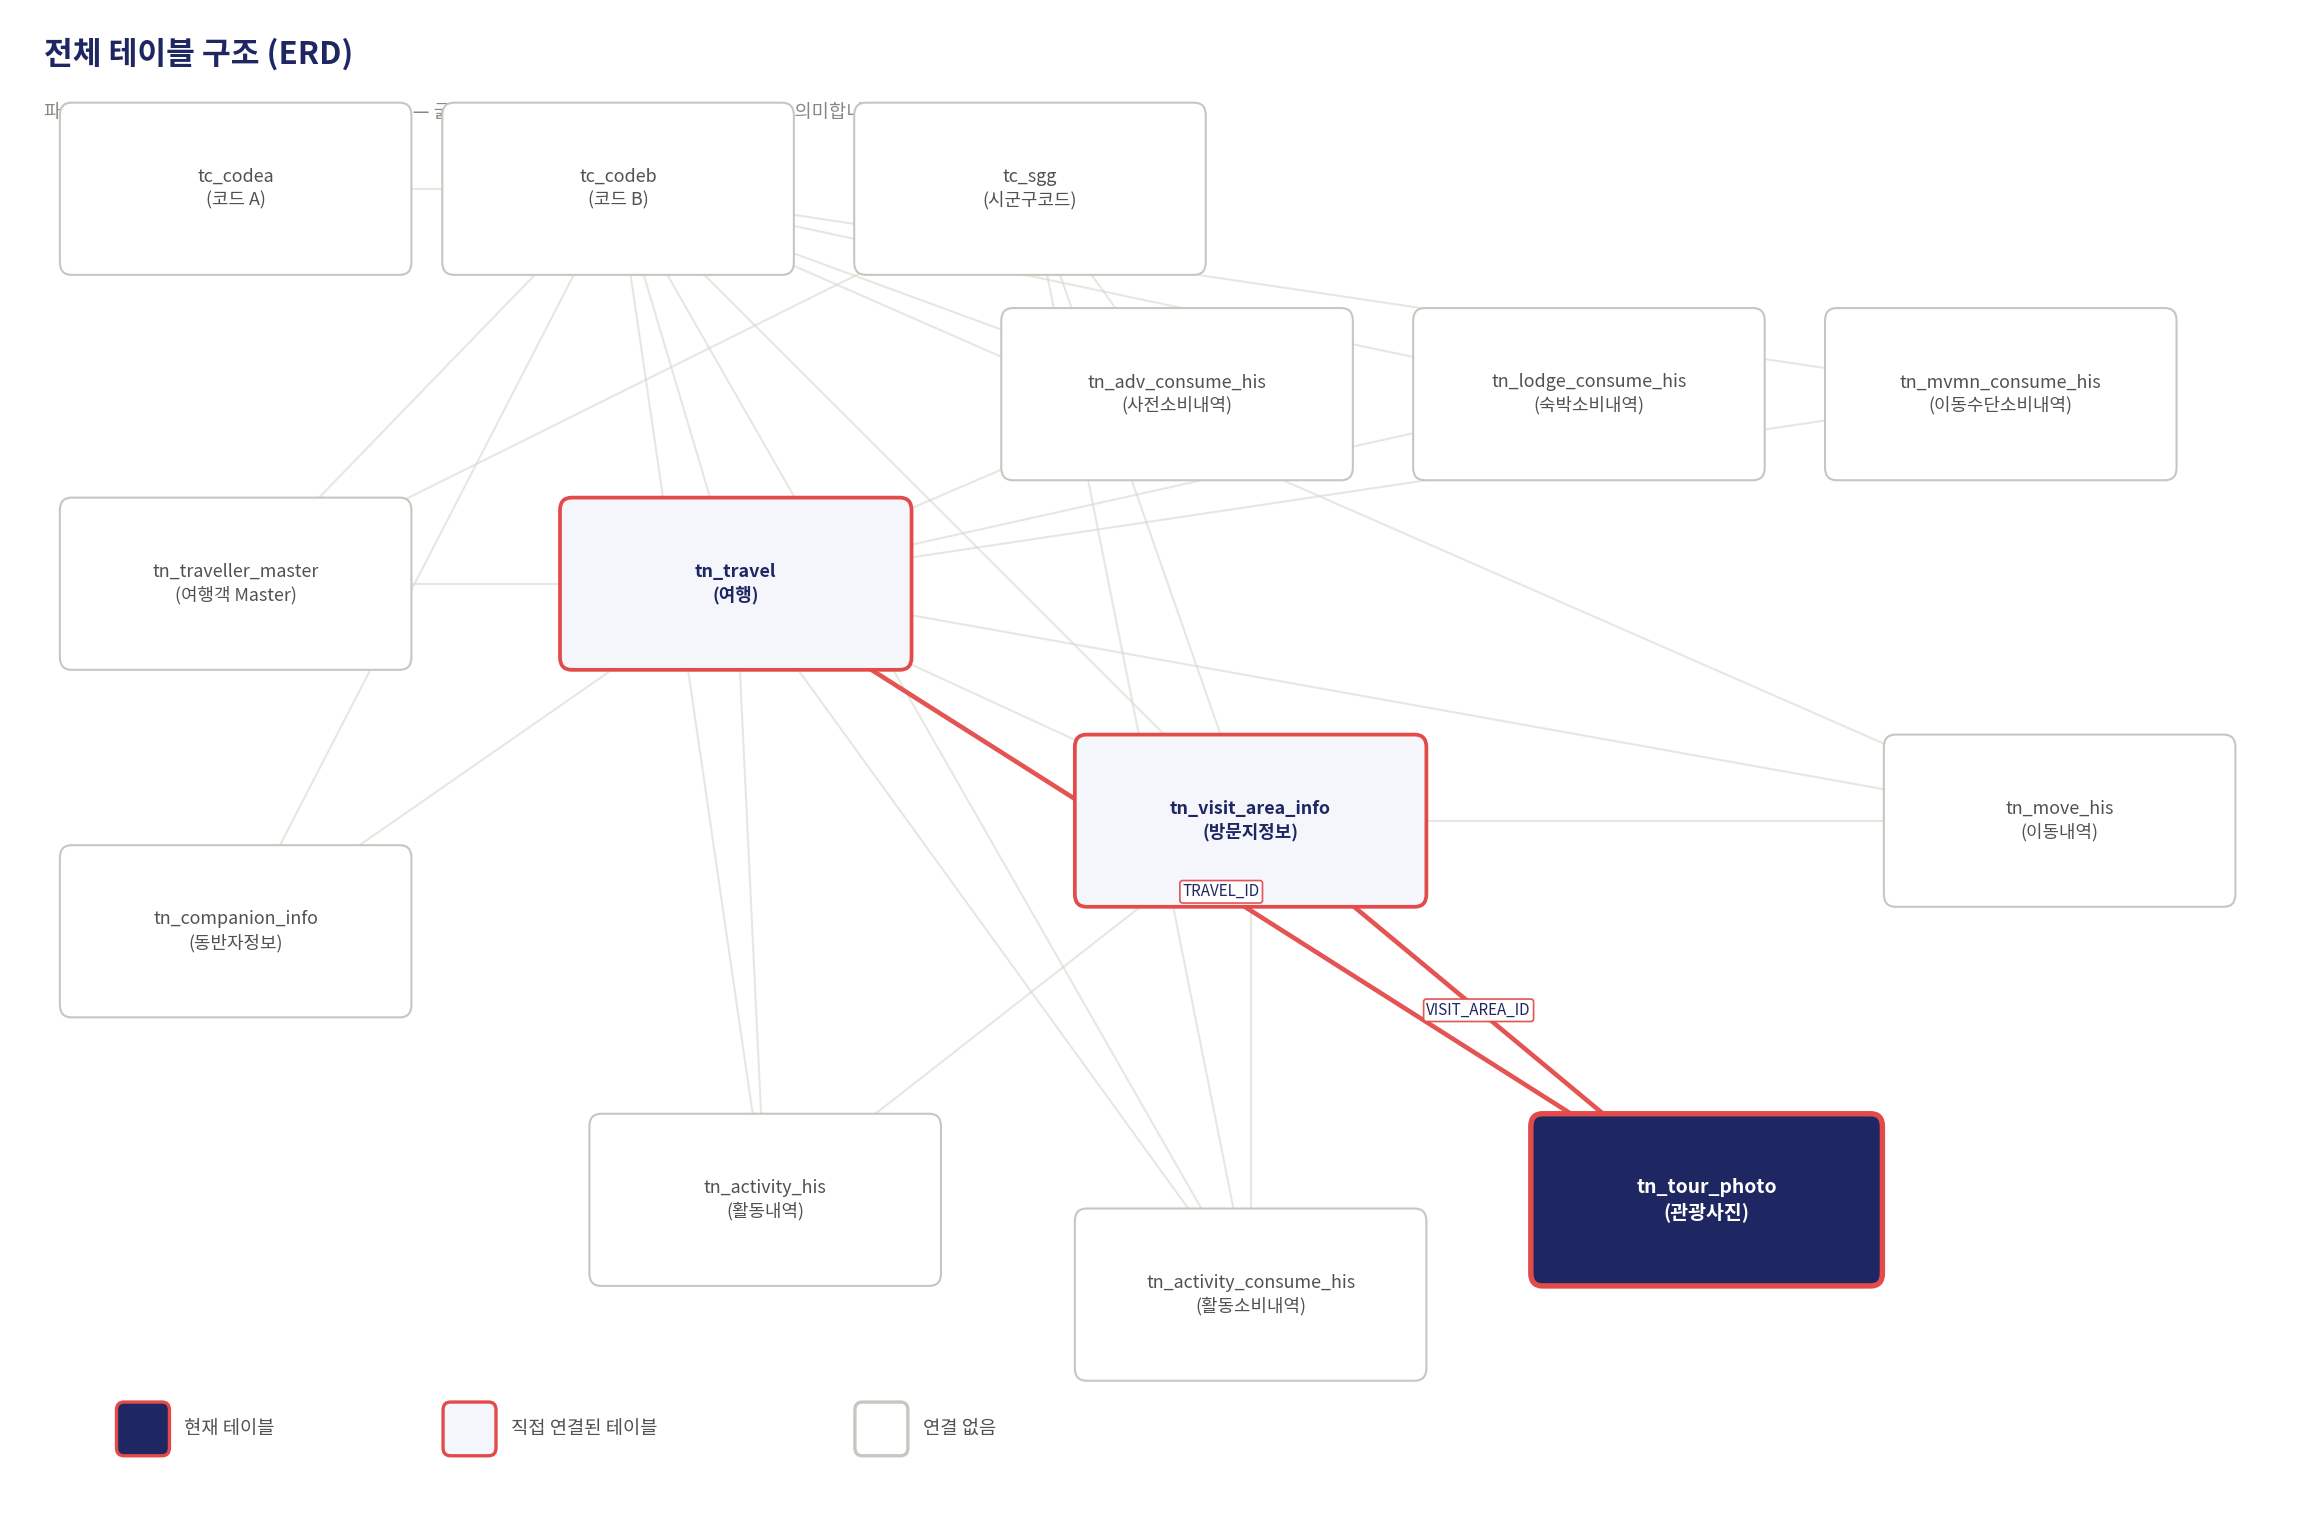 전체 테이블 구조 (ERD)
tc_codea
(코드 A)
tc_codeb
(코드 B)
tc_sgg
(시군구코드)
tn_adv_consume_his
(사전소비내역)
tn_lodge_consume_his
(숙박소비내역)
tn_mvmn_consume_his
(이동수단소비내역)
tn_traveller_master
(여행객 Master)
tn_travel
(여행)
tn_visit_area_info
(방문지정보)
TRAVEL_ID
tn_move_his
(이동내역)
tn_companion_info
(동반자정보)
VISIT_AREA_ID
tn_activity_his
(활동내역)
tn_tour_photo
(관광사진)
tn_activity_consume_his
(활동소비내역)
현재 테이블
직접 연결된 테이블
연결 없음